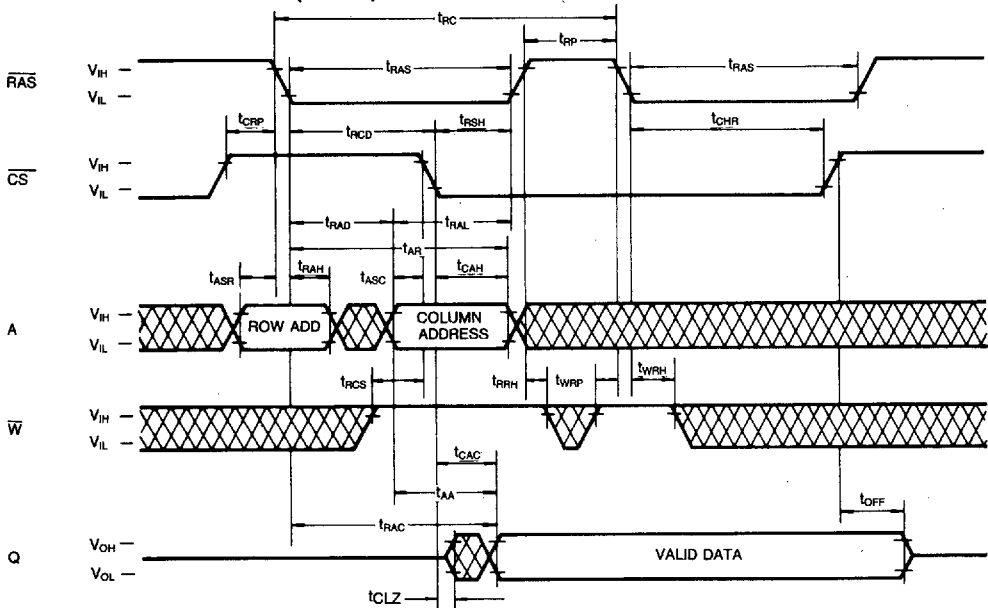 tRC
tRP
RAS
VIH
VIL
tRAS
tRAS
tCRP
tRCD
tRSH
tCHR
CS
VIH
VIL
tRAD
tRAL
tAR
tASR
tRAH
tASC
tCAH
A
VIH
VIL
ROW ADD
COLUMN
ADDRESS
tRCS
tRRH
tWRP
tWRH
W
VIH
VIL
tCAC
tAA
tRAC
tOFF
Q
VOH
VOL
VALID DATA
tCLZ